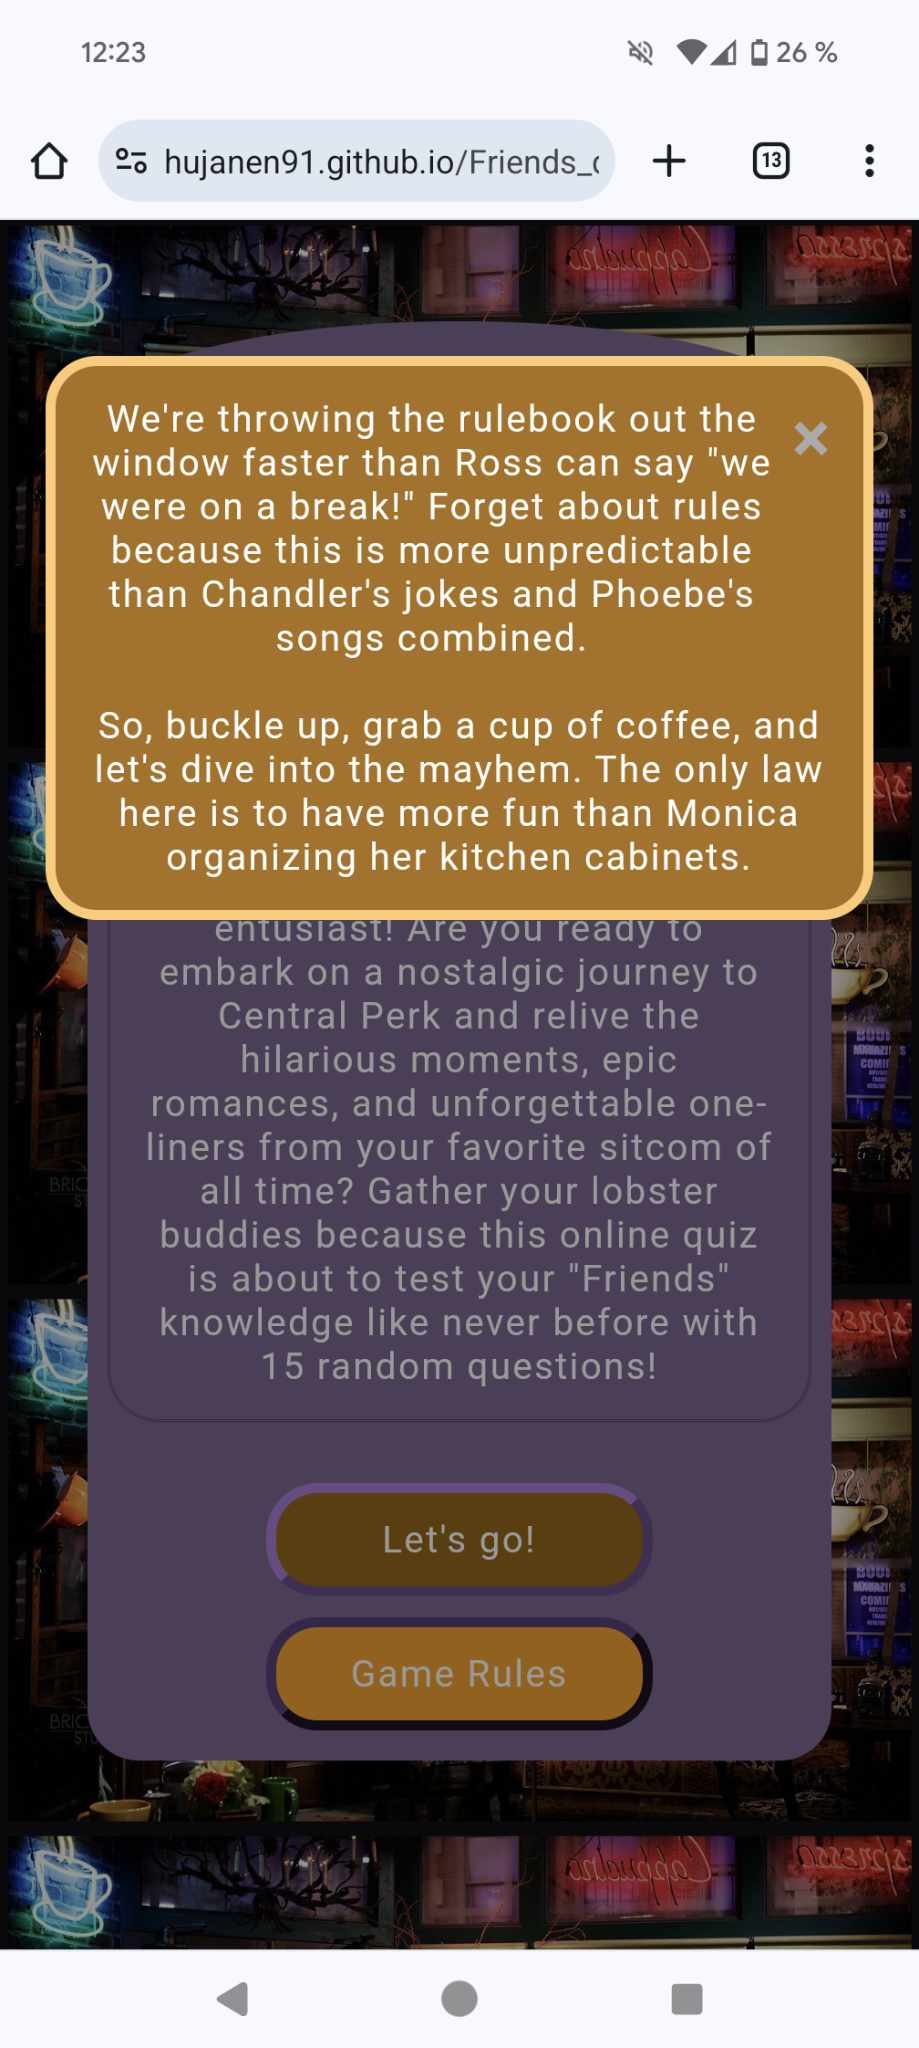 12:23
26 %
hujanen91.github.io/Friends_
13
Cappucino
spresso
We're throwing the rulebook out the
window faster than Ross can say "we
were on a break!" Forget about rules
because this is more unpredictable
than Chandler's jokes and Phoebe's
songs combined.
So, buckle up, grab a cup of coffee, and
let's dive into the mayhem. The only law
here is to have more fun than Monica
organizing her kitchen cabinets.
entusiast! Are you ready to
embark on a nostalgic journey to
Central Perk and relive the
hilarious moments, epic
romances, and unforgettable one-
liners from your favorite sitcom of
all time? Gather your lobster
buddies because this online quiz
is about to test your "Friends"
knowledge like never before with
15 random questions!
Let's go!
Game Rules